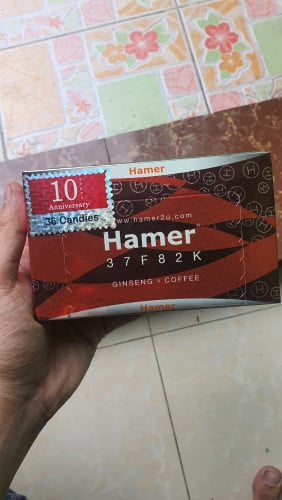 Hamer
10
Anniversary
36 Candies
www.hamer2u.com
Hamer
37F82K
GINSENG & COFFEE
Hamer